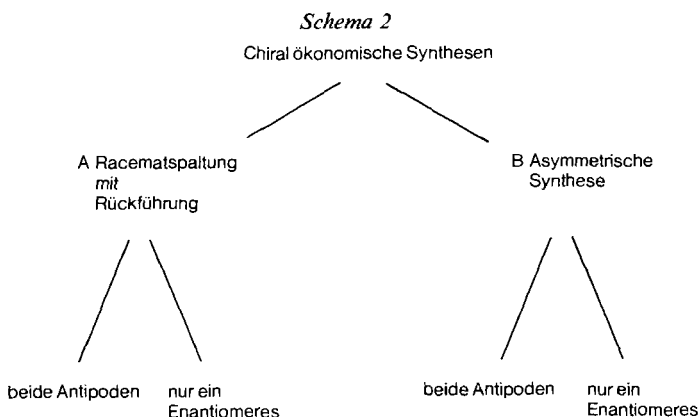 Schema 2
Chiral ökonomische Synthesen
A Racematspaltung
mit
Rückführung
B Asymmetrische
Synthese
beide Antipoden
nur ein
Enantiomeres
beide Antipoden
nur ein
Enantiomeres